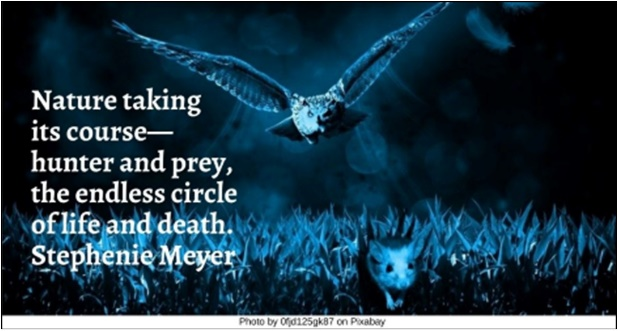 Nature taking
its course—
hunter and prey,
the endless circle
of life and death.
Stephenie Meyer
Photo by 0fjd125gk87 on Pixabay